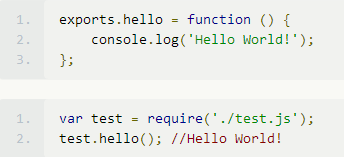 1. exports.hello = function () {
2.     console.log('Hello World!');
3. };
1. var test = require('./test.js');
2. test.hello(); //Hello World!